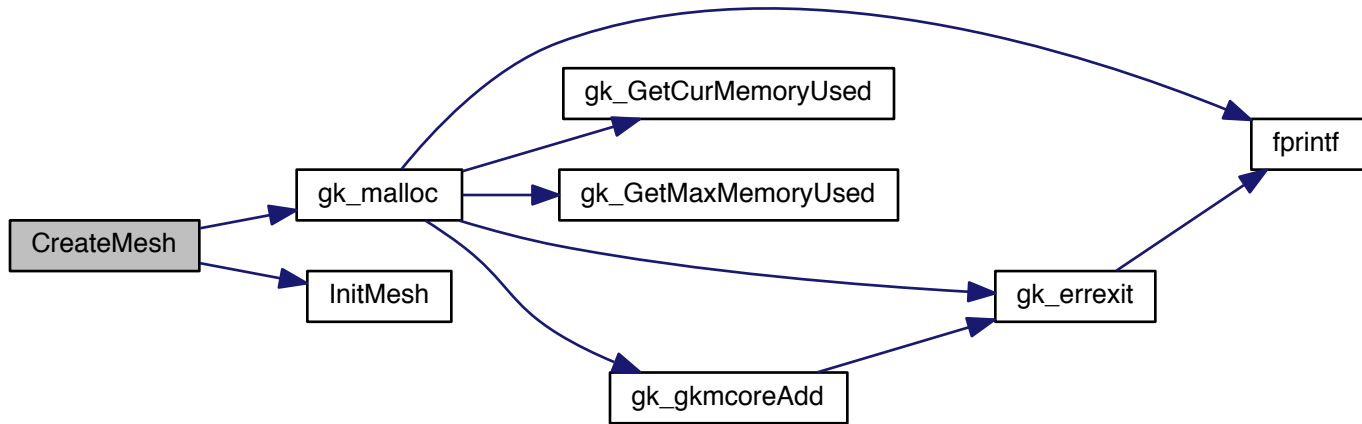 CreateMesh
gk_malloc
InitMesh
gk_GetCurMemoryUsed
gk_GetMaxMemoryUsed
gk_gkmcoreAdd
gk_errexit
fprintf